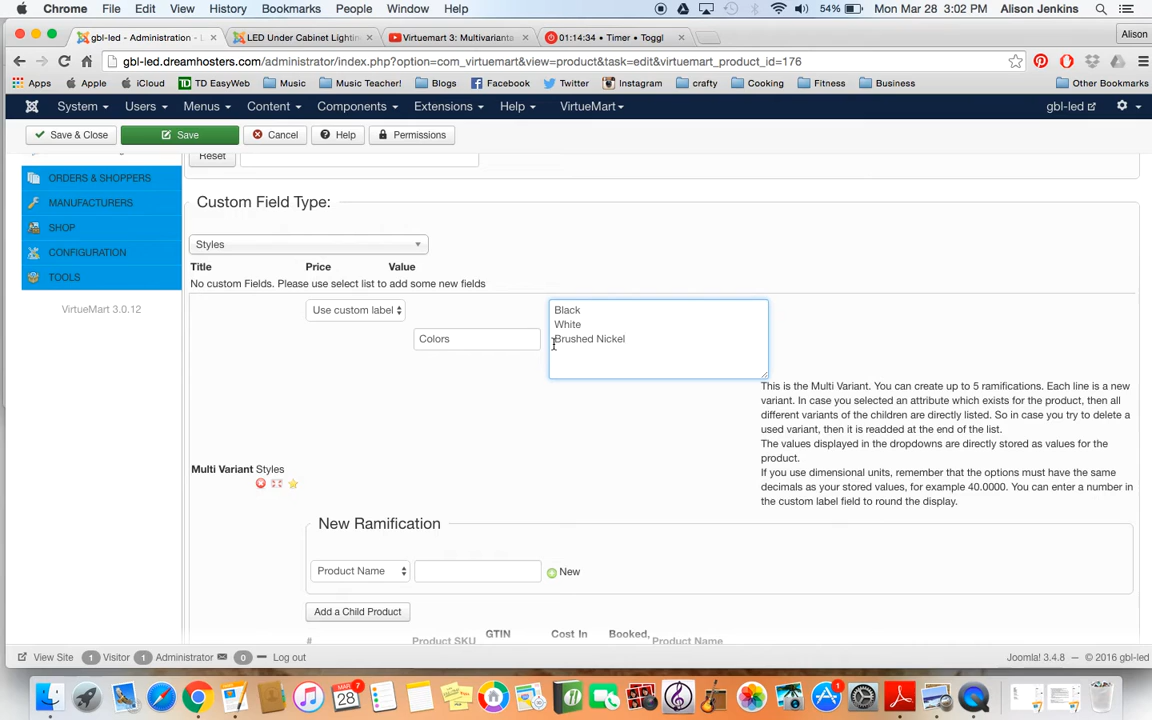 Chrome File Edit View History Bookmarks People Window Help 54% Mon Mar 28 3:02 PM Alison Jenkins
gbl-led - Administration LED Under Cabinet Lightin Virtuemart 3: Multivarianta 01:14:34 • Timer • Toggl Alison
gbl-led.dreamhosters.com/administrator/index.php?option=com_virtuemart&view=product&task=edit&virtuemart_product_id=176
Apps Apple iCloud TD EasyWeb Music Music Teacher! Blogs Facebook Twitter Instagram crafty Cooking Fitness Business Other Bookmarks
System Users Menus Content Components Extensions Help VirtueMart gbl-led
Save & Close Save Cancel Help Permissions
Reset
ORDERS & SHOPPERS
MANUFACTURERS
SHOP
CONFIGURATION
TOOLS
VirtueMart 3.0.12
Custom Field Type:
Styles
Title Price Value
No custom Fields. Please use select list to add some new fields
Use custom label
Colors
Black
White
Brushed Nickel
This is the Multi Variant. You can create up to 5 ramifications. Each line is a new
variant. In case you selected an attribute which exists for the product, then all
different variants of the children are directly listed. So in case you try to delete a
used variant, then it is readded at the end of the list.
The values displayed in the dropdowns are directly stored as values for the
product.
If you use dimensional units, remember that the options must have the same
decimals as your stored values, for example 40.0000. You can enter a number in
the custom label field to round the display.
Multi Variant Styles
New Ramification
Product Name New
Add a Child Product
# Product SKU GTIN Cost In Booked, Product Name
View Site 1 Visitor 1 Administrator 0 Log out Joomla! 3.4.8 — © 2016 gbl-led